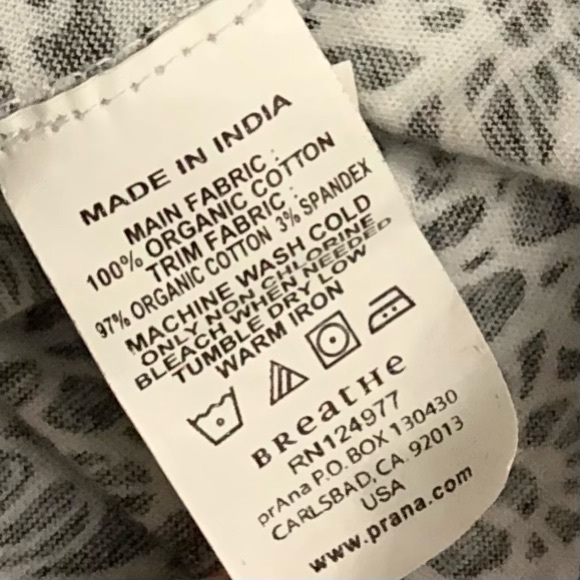 MADE IN INDIA
MAIN FABRIC :
100% ORGANIC COTTON
TRIM FABRIC :
97% ORGANIC COTTON 3% SPANDEX
MACHINE WASH COLD
ONLY NON CHLORINE
BLEACH WHEN NEEDED
TUMBLE DRY LOW
WARM IRON
BReatHe
RN124977
prAna P.O. BOX 130430
CARLSBAD, CA. 92013
USA
www.prana.com